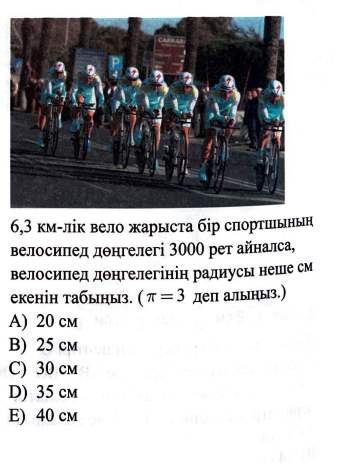 P
6,3 км-лік вело жарыста бір спортшының
велосипед дөңгелегі 3000 рет айналса,
велосипед дөңгелегінің радиусы неше см
екенін табыңыз. (π = 3 деп алыңыз.)
A) 20 см
B) 25 см
C) 30 см
D) 35 см
E) 40 см